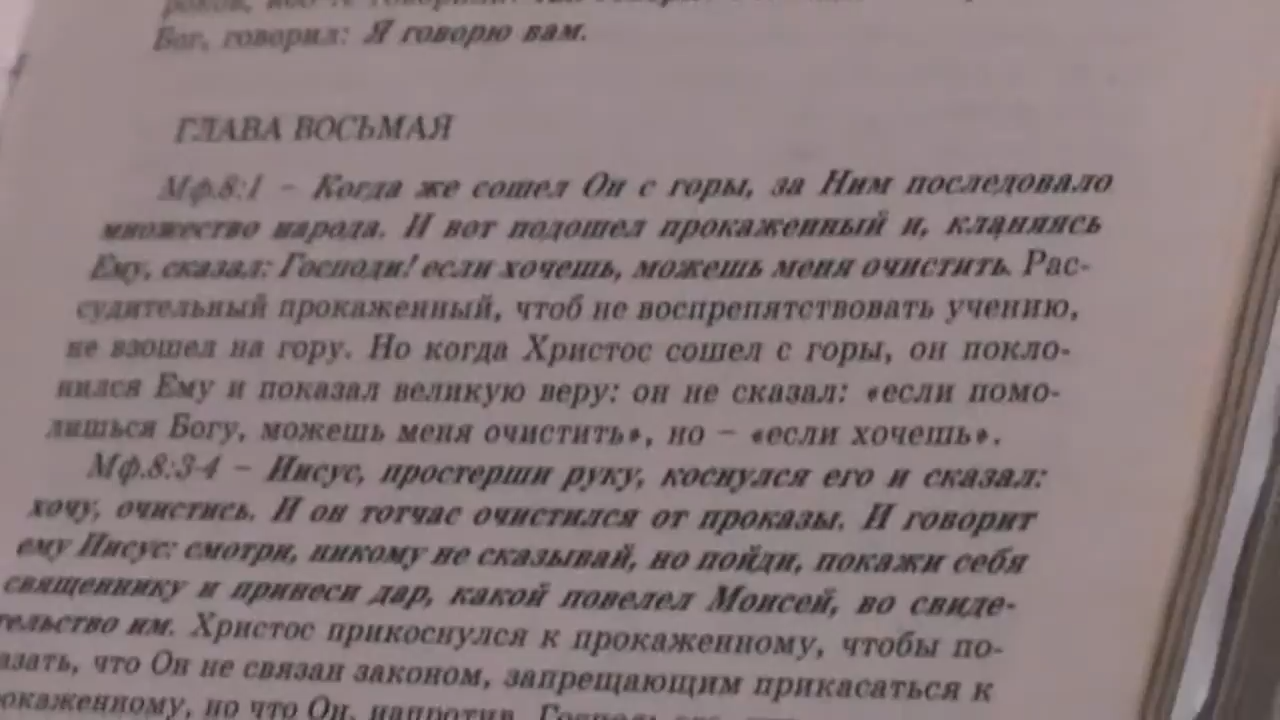 Бог, говорил: Я говорю вам.
ГЛАВА ВОСЬМАЯ
Мф.8:1 – Когда же сошел Он с горы, за Ним последовало
множество народа. И вот подошел прокаженный и, кланяясь
Ему, сказал: Господи! если хочешь, можешь меня очистить. Рас-
судительный прокаженный, чтоб не воспрепятствовать учению,
не взошел на гору. Но когда Христос сошел с горы, он покло-
нился Ему и показал великую веру: он не сказал: «если помо-
лишься Богу, можешь меня очистить», но – «если хочешь».
Мф.8:3-4 – Иисус, простерши руку, коснулся его и сказал:
хочу, очистись. И он тотчас очистился от проказы. И говорит
ему Иисус: смотри, никому не сказывай, но пойди, покажи себя
священнику и принеси дар, какой повелел Моисей, во свиде-
тельство им. Христос прикоснулся к прокаженному, чтобы по-
азать, что Он не связан законом, запрещающим прикасаться к
окаженному, но что Он, напротив,